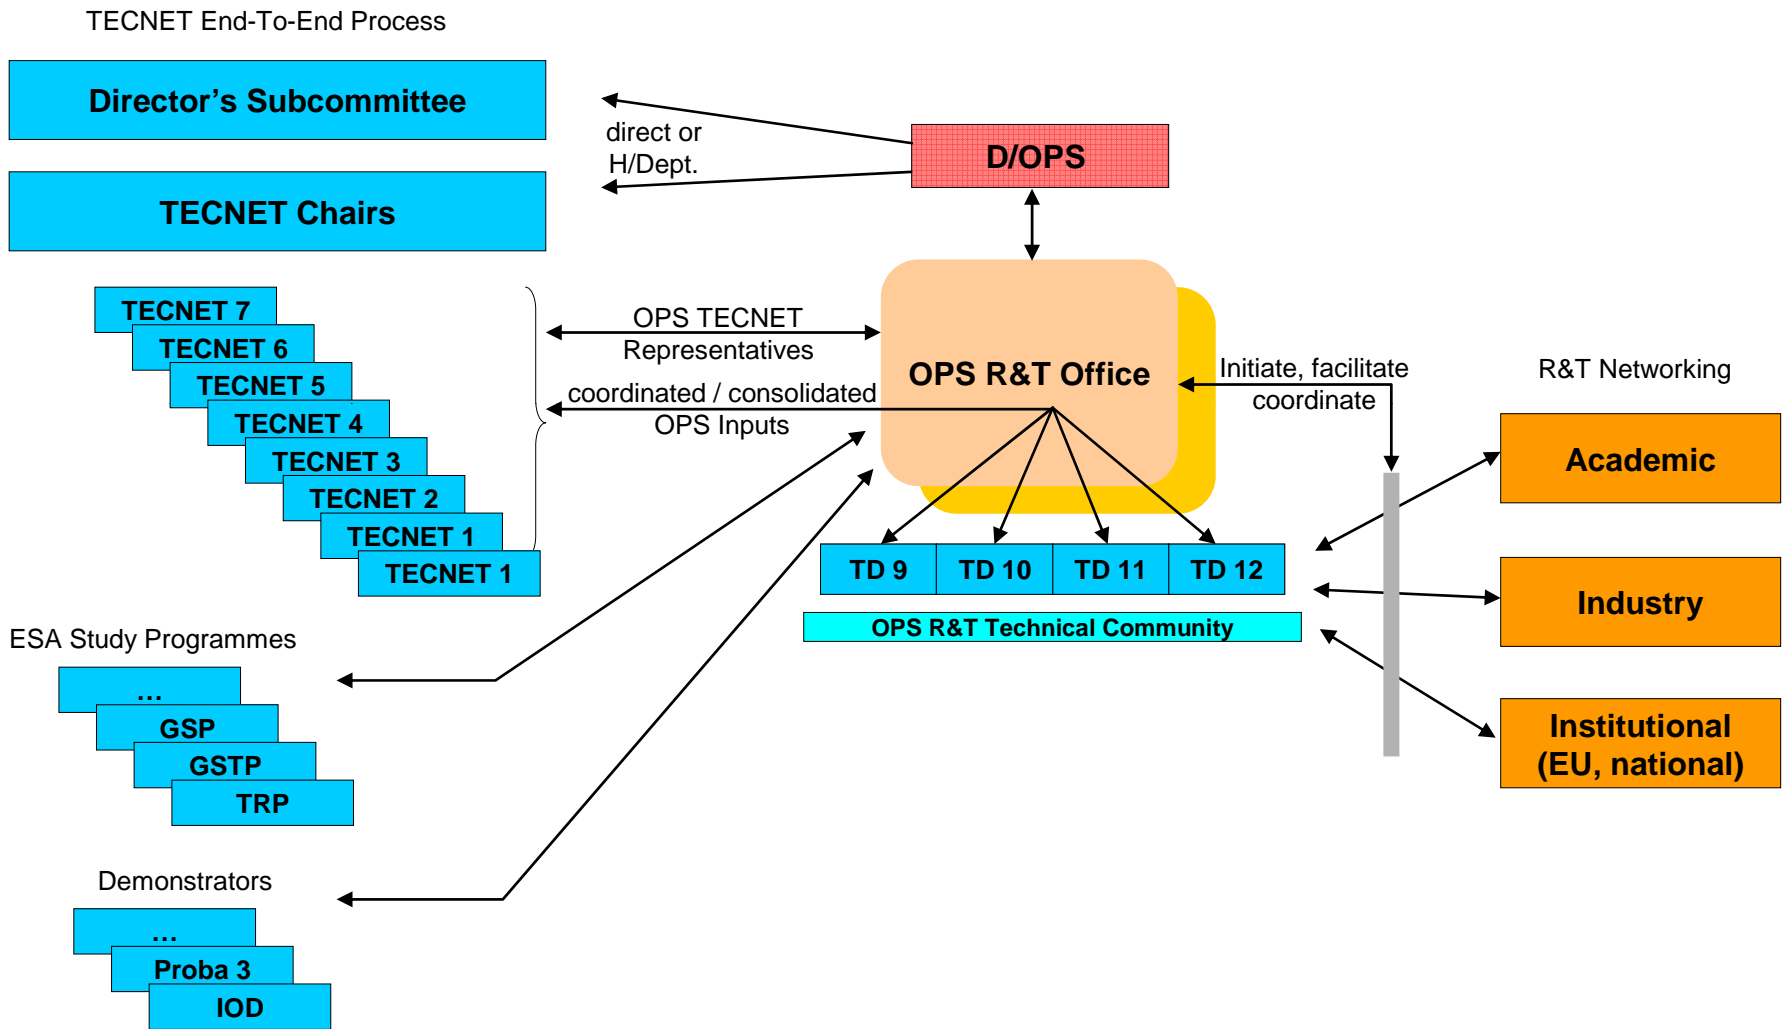 TECNET End-To-End Process
Director's Subcommittee
TECNET Chairs
direct or
H/Dept.
D/OPS
TECNET 7
TECNET 6
TECNET 5
TECNET 4
TECNET 3
TECNET 2
TECNET 1
TECNET 1
OPS TECNET
Representatives
coordinated / consolidated
OPS Inputs
OPS R&T Office
Initiate, facilitate
coordinate
R&T Networking
Academic
Industry
Institutional
(EU, national)
TD 9
TD 10
TD 11
TD 12
OPS R&T Technical Community
ESA Study Programmes
...
GSP
GSTP
TRP
Demonstrators
...
Proba 3
IOD